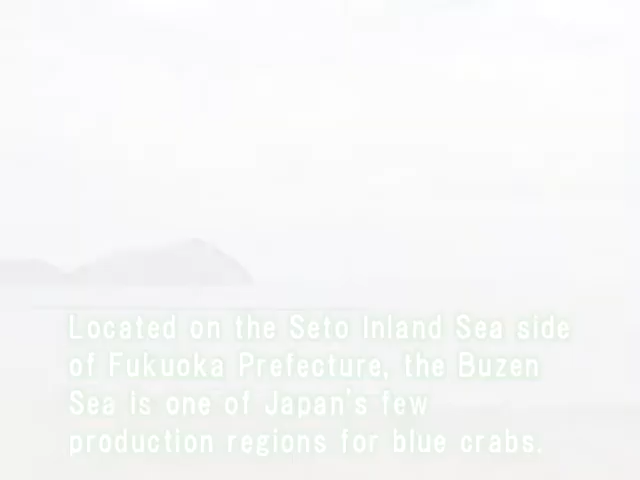 Located on the Seto Inland Sea side
of Fukuoka Prefecture, the Buzen
Sea is one of Japan's few
production regions for blue crabs.